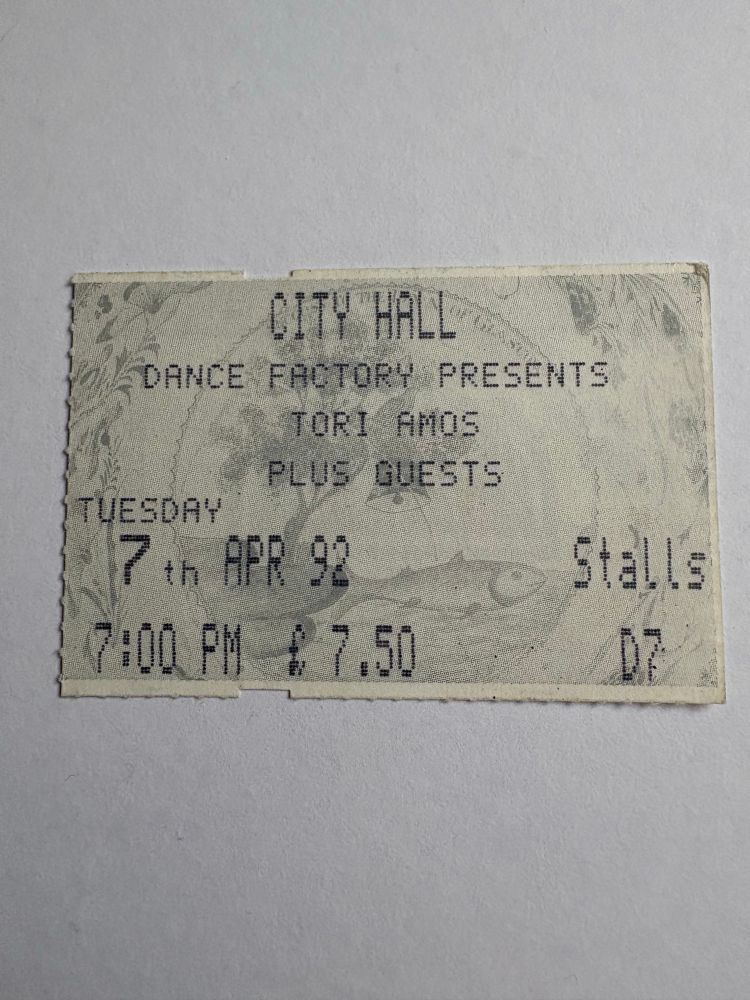 CITY HALL
DANCE FACTORY PRESENTS
TORI AMOS
PLUS GUESTS
TUESDAY
7th APR 92 Stalls
7:00 PM £ 7.50 D7